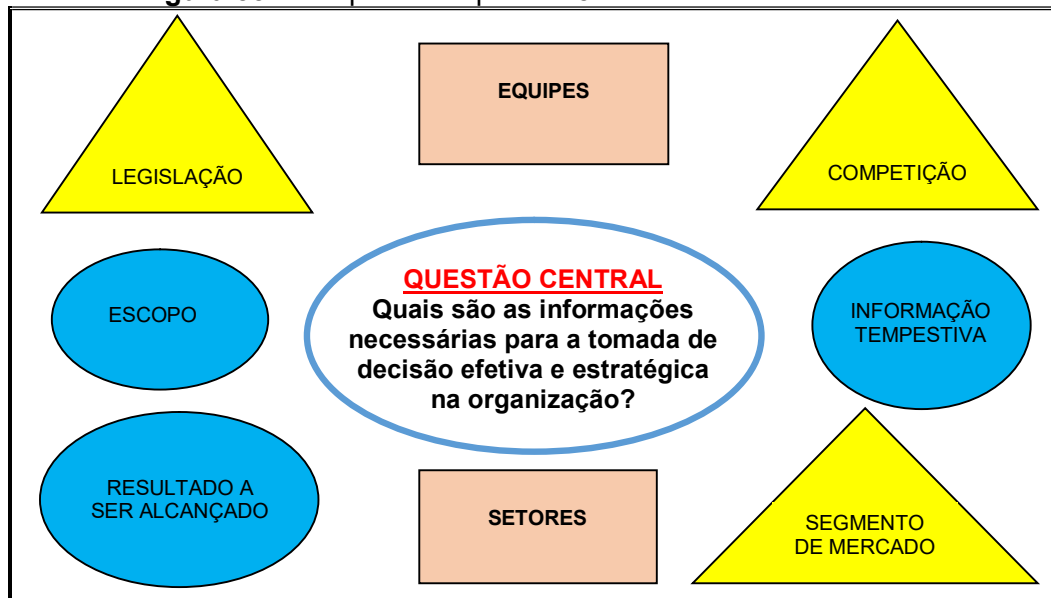 EQUIPES
LEGISLAÇÃO
COMPETIÇÃO
QUESTÃO CENTRAL
Quais são as informações
necessárias para a tomada de
decisão efetiva e estratégica
na organização?
ESCOPO
INFORMAÇÃO
TEMPESTIVA
RESULTADO A
SER ALCANÇADO
SETORES
SEGMENTO
DE MERCADO